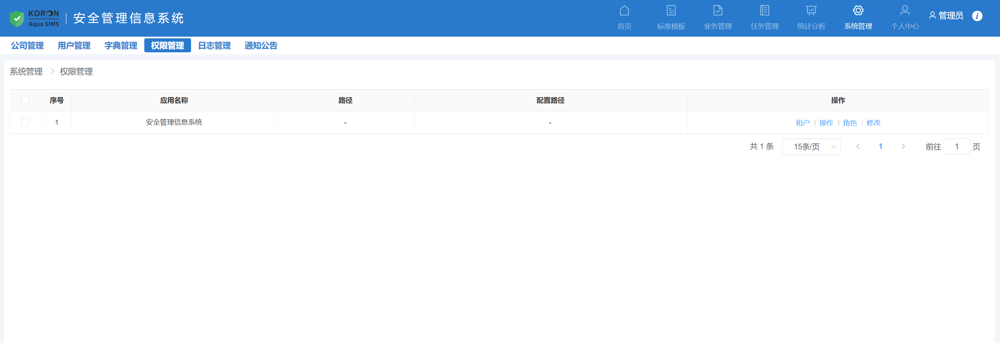 KORON
Aqua SIMS
安全管理信息系统
首页 标准模板 业务管理 任务管理 统计分析 系统管理 个人中心 管理员 i
公司管理 用户管理 字典管理 权限管理 日志管理 通知公告
系统管理 > 权限管理
序号 应用名称 路径 配置路径 操作
1 安全管理信息系统 - - 租户 | 操作 | 角色 | 修改
共 1 条 15条/页 < 1 > 前往 1 页